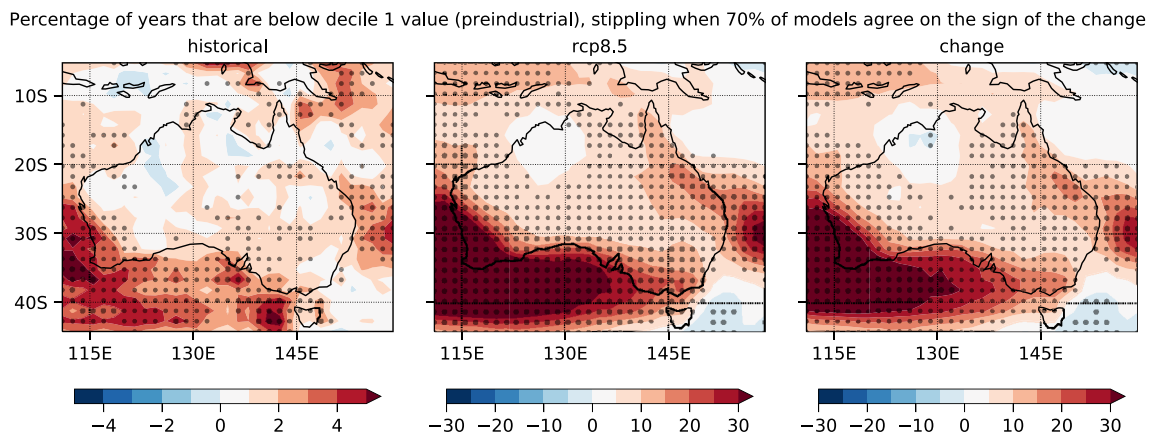 Percentage of years that are below decile 1 value (preindustrial), stippling when 70% of models agree on the sign of the change
historical
rcp8.5
change
10S
20S
30S
40S
115E 130E 145E
115E 130E 145E
115E 130E 145E
−4 −2 0 2 4
−30 −20 −10 0 10 20 30
−30 −20 −10 0 10 20 30